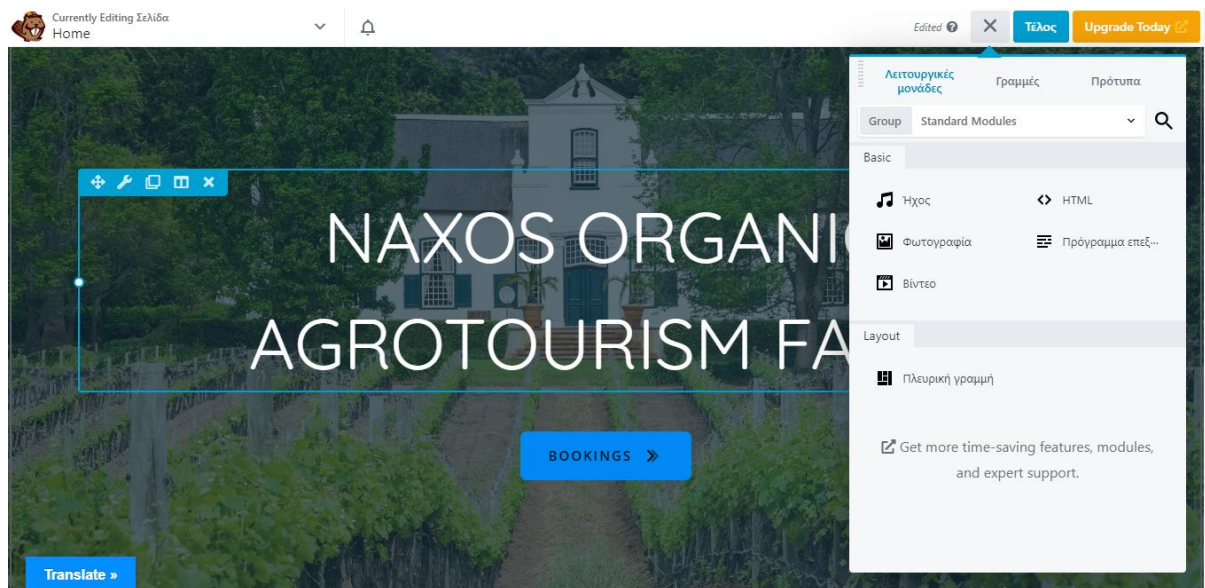 Currently Editing Σελίδα
Home
Edited
Τέλος
Upgrade Today
Λειτουργικές
μονάδες
Γραμμές
Πρότυπα
Group
Standard Modules
Basic
Ήχος
HTML
Φωτογραφία
Πρόγραμμα επεξ···
Βίντεο
Layout
Πλευρική γραμμή
Get more time-saving features, modules,
and expert support.
NAXOS ORGANI
AGROTOURISM FA
BOOKINGS »
Translate »